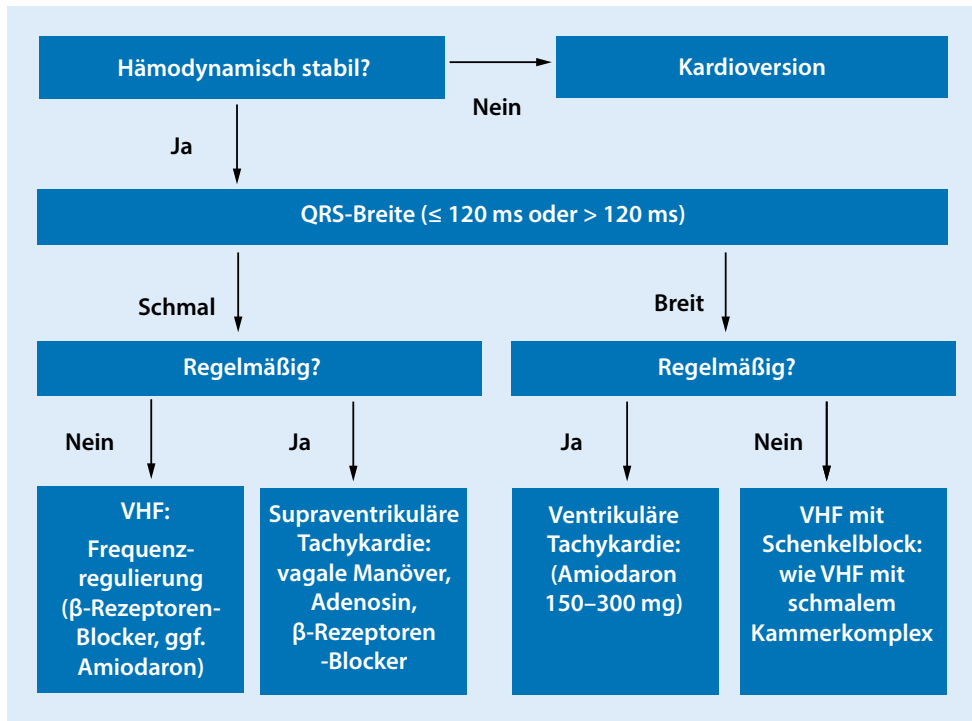 Hämodynamisch stabil?
Kardioversion
Nein
Ja
QRS-Breite (≤ 120 ms oder > 120 ms)
Schmal
Breit
Regelmäßig?
Regelmäßig?
Nein
Ja
Ja
Nein
VHF:
Frequenz-
regulierung
(β-Rezeptoren-
Blocker, ggf.
Amiodaron)
Supraventrikuläre
Tachykardie:
vagale Manöver,
Adenosin,
β-Rezeptoren
-Blocker
Ventrikuläre
Tachykardie:
(Amiodaron
150–300 mg)
VHF mit
Schenkelblock:
wie VHF mit
schmalem
Kammerkomplex